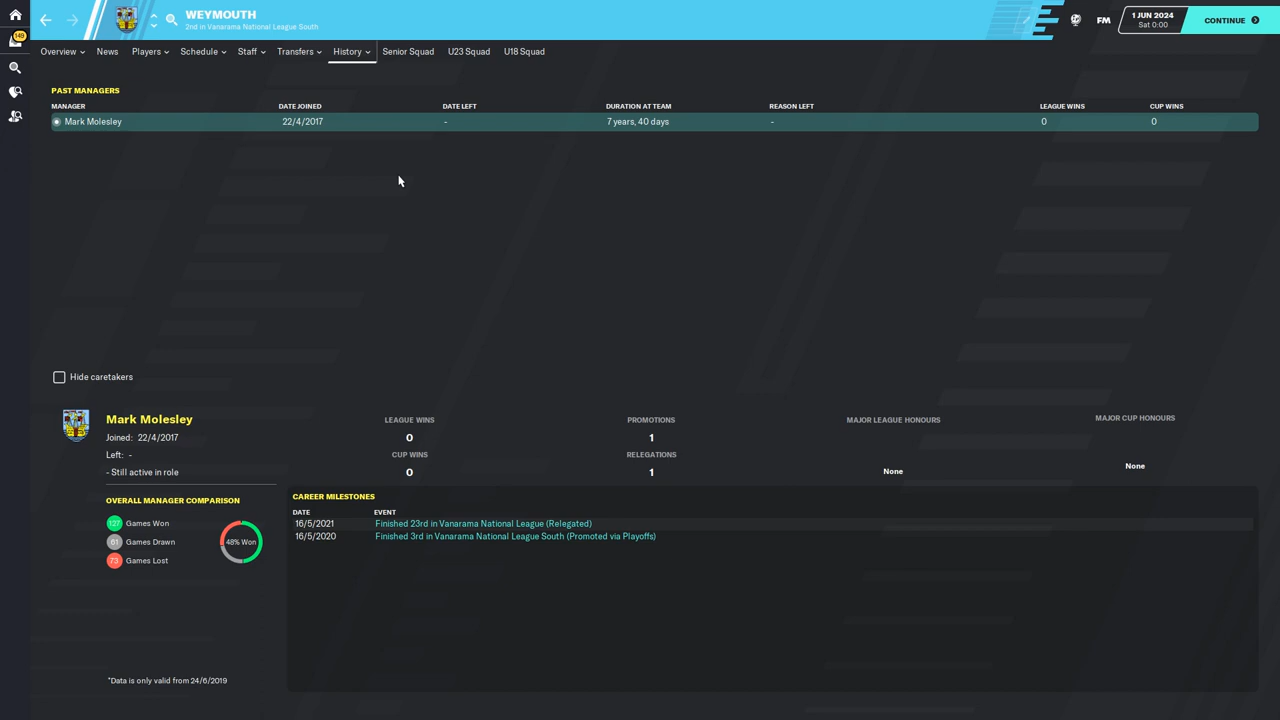 WEYMOUTH
2nd in Vanarama National League South
FM
1 JUN 2024
Sat 0:00
CONTINUE
149
Overview News Players Schedule Staff Transfers History Senior Squad U23 Squad U18 Squad
PAST MANAGERS
MANAGER DATE JOINED DATE LEFT DURATION AT TEAM REASON LEFT LEAGUE WINS CUP WINS
Mark Molesley 22/4/2017 - 7 years, 40 days - 0 0
Hide caretakers
Mark Molesley
Joined: 22/4/2017
Left: -
- Still active in role
LEAGUE WINS
0
CUP WINS
0
PROMOTIONS
1
RELEGATIONS
1
MAJOR LEAGUE HONOURS
None
MAJOR CUP HONOURS
None
OVERALL MANAGER COMPARISON
127 Games Won
61 Games Drawn
73 Games Lost
48% Won
*Data is only valid from 24/6/2019
CAREER MILESTONES
DATE EVENT
16/5/2021 Finished 23rd in Vanarama National League (Relegated)
16/5/2020 Finished 3rd in Vanarama National League South (Promoted via Playoffs)